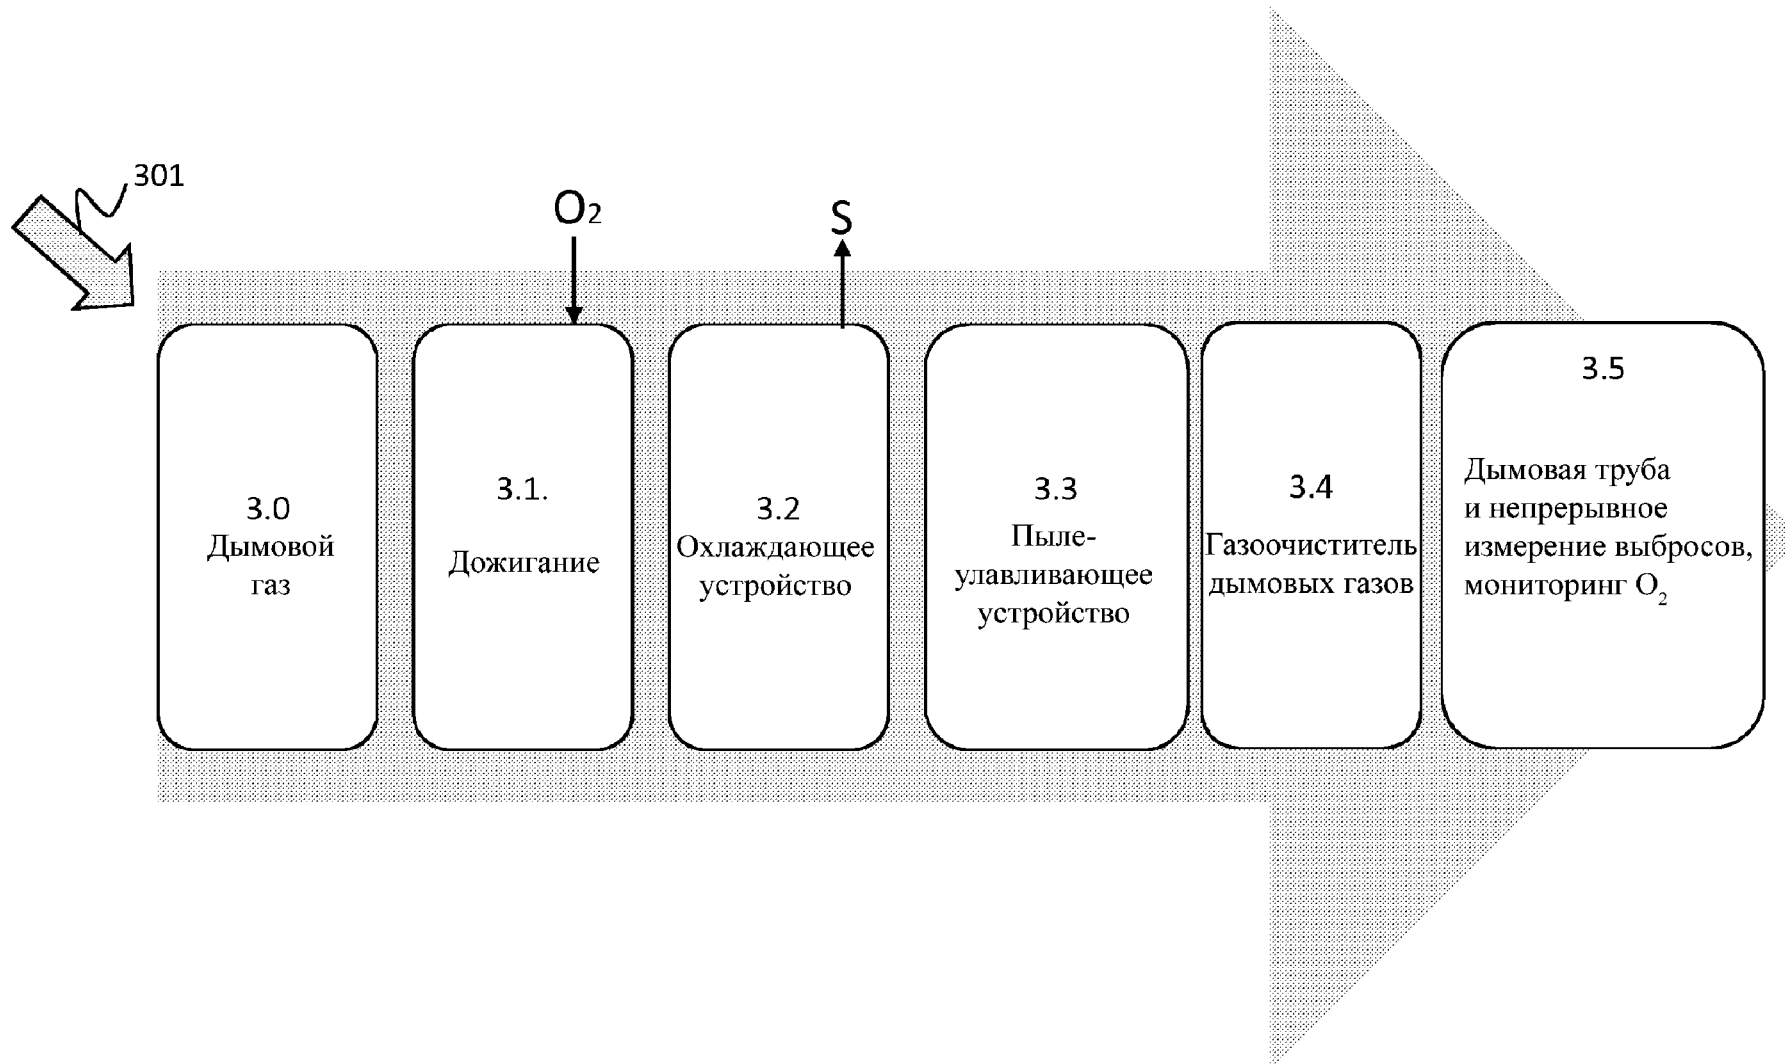 301
O2
S
3.0
Дымовой
газ
3.1.
Дожигание
3.2
Охлаждающее
устройство
3.3
Пыле-
улавливающее
устройство
3.4
Газоочиститель
дымовых газов
3.5
Дымовая труба
и непрерывное
измерение выбросов,
мониторинг O2